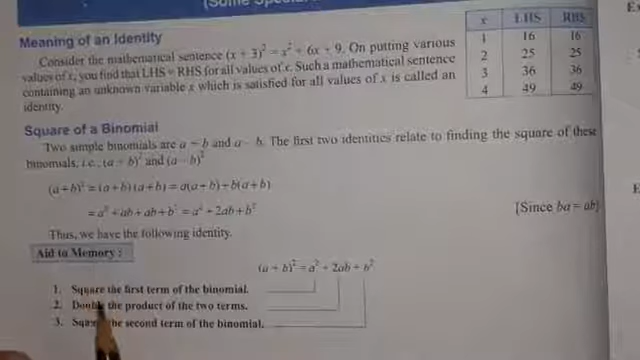 (Some Special
Meaning of an Identity
Consider the mathematical sentence (x + 3)² = x² + 6x + 9. On putting various
values of x, you find that LHS = RHS for all values of x. Such a mathematical sentence
containing an unknown variable x which is satisfied for all values of x is called an
identity.
x LHS RHS
1 16 16
2 25 25
3 36 36
4 49 49
Square of a Binomial
Two simple binomials are a + b and a - b. The first two identities relate to finding the square of these
binomials, i.e., (a + b)² and (a - b)²
(a+b)² = (a+b)(a+b) = a(a+b)+b(a+b)
= a² + ab + ab + b² = a² + 2ab + b² [Since ba = ab]
Thus, we have the following identity.
Aid to Memory :
(a + b)² = a² + 2ab + b²
1. Square the first term of the binomial.
2. Double the product of the two terms.
3. the second term of the binomial.